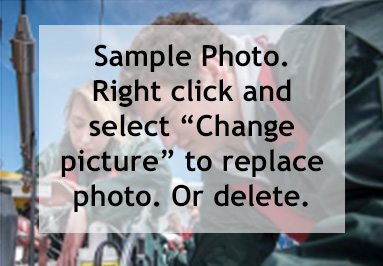 Sample Photo.
Right click and
select “Change
picture” to replace
photo. Or delete.